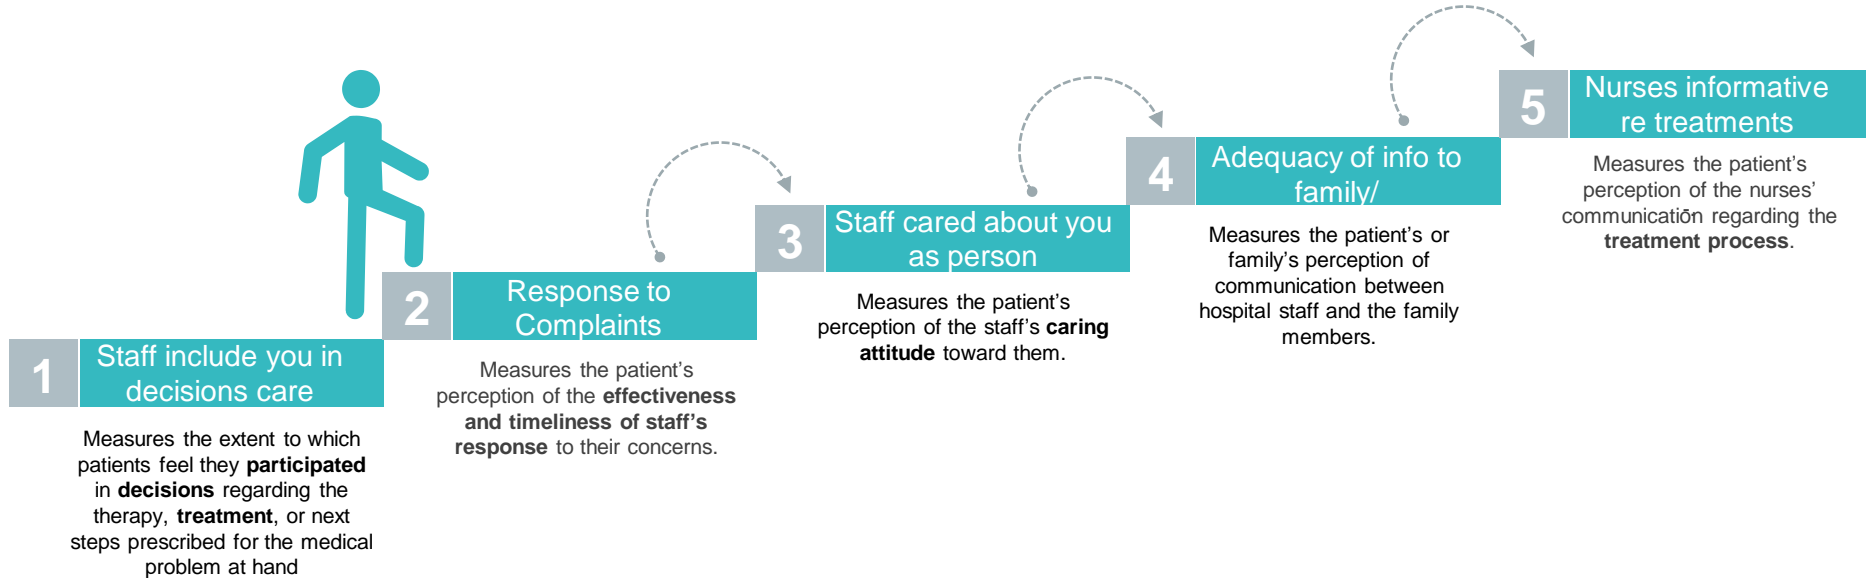 1
Staff include you in
decisions care
Measures the extent to which
patients feel they participated
in decisions regarding the
therapy, treatment, or next
steps prescribed for the medical
problem at hand
2
Response to
Complaints
Measures the patient's
perception of the effectiveness
and timeliness of staff's
response to their concerns.
3
Staff cared about you
as person
Measures the patient's
perception of the staff's caring
attitude toward them.
4
Adequacy of info to
family/
Measures the patient's or
family's perception of
communication between
hospital staff and the family
members.
5
Nurses informative
re treatments
Measures the patient's
perception of the nurses'
communication regarding the
treatment process.